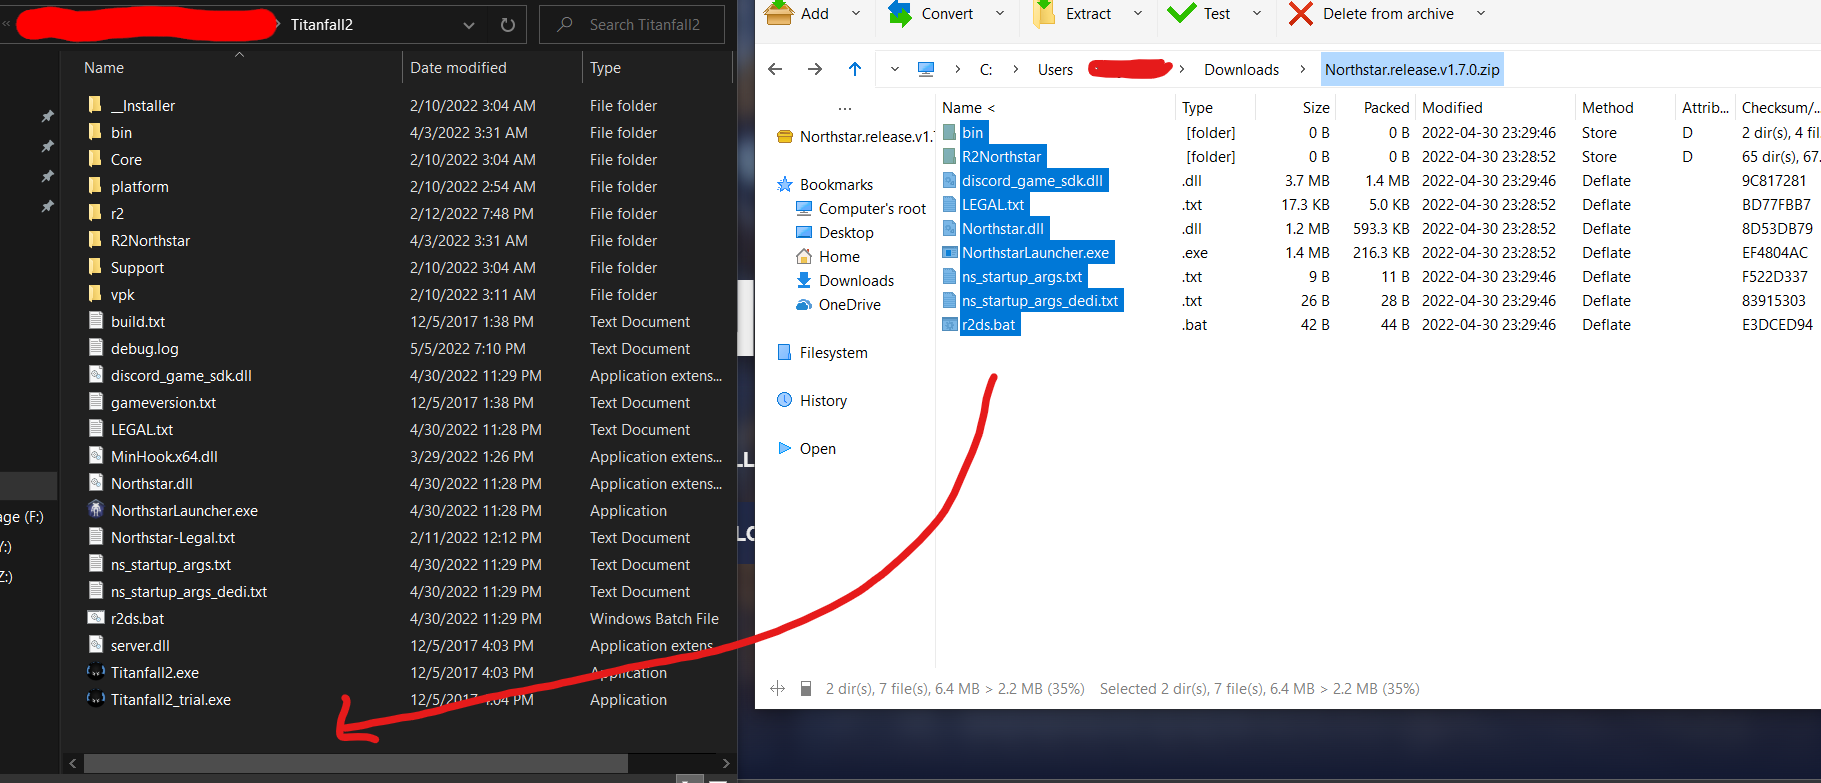 « Titanfall2 Search Titanfall2
Name Date modified Type
__Installer 2/10/2022 3:04 AM File folder
bin 4/3/2022 3:31 AM File folder
Core 2/10/2022 3:04 AM File folder
platform 2/10/2022 2:54 AM File folder
r2 2/12/2022 7:48 PM File folder
R2Northstar 4/3/2022 3:31 AM File folder
Support 2/10/2022 3:04 AM File folder
vpk 2/10/2022 3:11 AM File folder
build.txt 12/5/2017 1:38 PM Text Document
debug.log 5/5/2022 7:10 PM Text Document
discord_game_sdk.dll 4/30/2022 11:29 PM Application extens...
gameversion.txt 12/5/2017 1:38 PM Text Document
LEGAL.txt 4/30/2022 11:28 PM Text Document
MinHook.x64.dll 3/29/2022 1:26 PM Application extens...
Northstar.dll 4/30/2022 11:28 PM Application extens...
NorthstarLauncher.exe 4/30/2022 11:28 PM Application
Northstar-Legal.txt 2/11/2022 12:12 PM Text Document
ns_startup_args.txt 4/30/2022 11:29 PM Text Document
ns_startup_args_dedi.txt 4/30/2022 11:29 PM Text Document
r2ds.bat 4/30/2022 11:29 PM Windows Batch File
server.dll 12/5/2017 4:03 PM Application extens
Titanfall2.exe 12/5/2017 4:03 PM Application
Titanfall2_trial.exe 12/5/2017 4:04 PM Application
age (F:)
Y:)
Z:)
Add Convert Extract Test Delete from archive
C: Users Downloads Northstar.release.v1.7.0.zip
...
Northstar.release.v1.7
Bookmarks
Computer's root
Desktop
Home
Downloads
OneDrive
Filesystem
History
Open
Name < Type Size Packed Modified Method Attrib... Checksum/...
bin [folder] 0 B 0 B 2022-04-30 23:29:46 Store D 2 dir(s), 4 fil
R2Northstar [folder] 0 B 0 B 2022-04-30 23:28:52 Store D 65 dir(s), 67.
discord_game_sdk.dll .dll 3.7 MB 1.4 MB 2022-04-30 23:29:46 Deflate 9C817281
LEGAL.txt .txt 17.3 KB 5.0 KB 2022-04-30 23:28:52 Deflate BD77FBB7
Northstar.dll .dll 1.2 MB 593.3 KB 2022-04-30 23:28:52 Deflate 8D53DB79
NorthstarLauncher.exe .exe 1.4 MB 216.3 KB 2022-04-30 23:28:52 Deflate EF4804AC
ns_startup_args.txt .txt 9 B 11 B 2022-04-30 23:29:46 Deflate F522D337
ns_startup_args_dedi.txt .txt 26 B 28 B 2022-04-30 23:29:46 Deflate 83915303
r2ds.bat .bat 42 B 44 B 2022-04-30 23:29:46 Deflate E3DCED94
2 dir(s), 7 file(s), 6.4 MB > 2.2 MB (35%) Selected 2 dir(s), 7 file(s), 6.4 MB > 2.2 MB (35%)